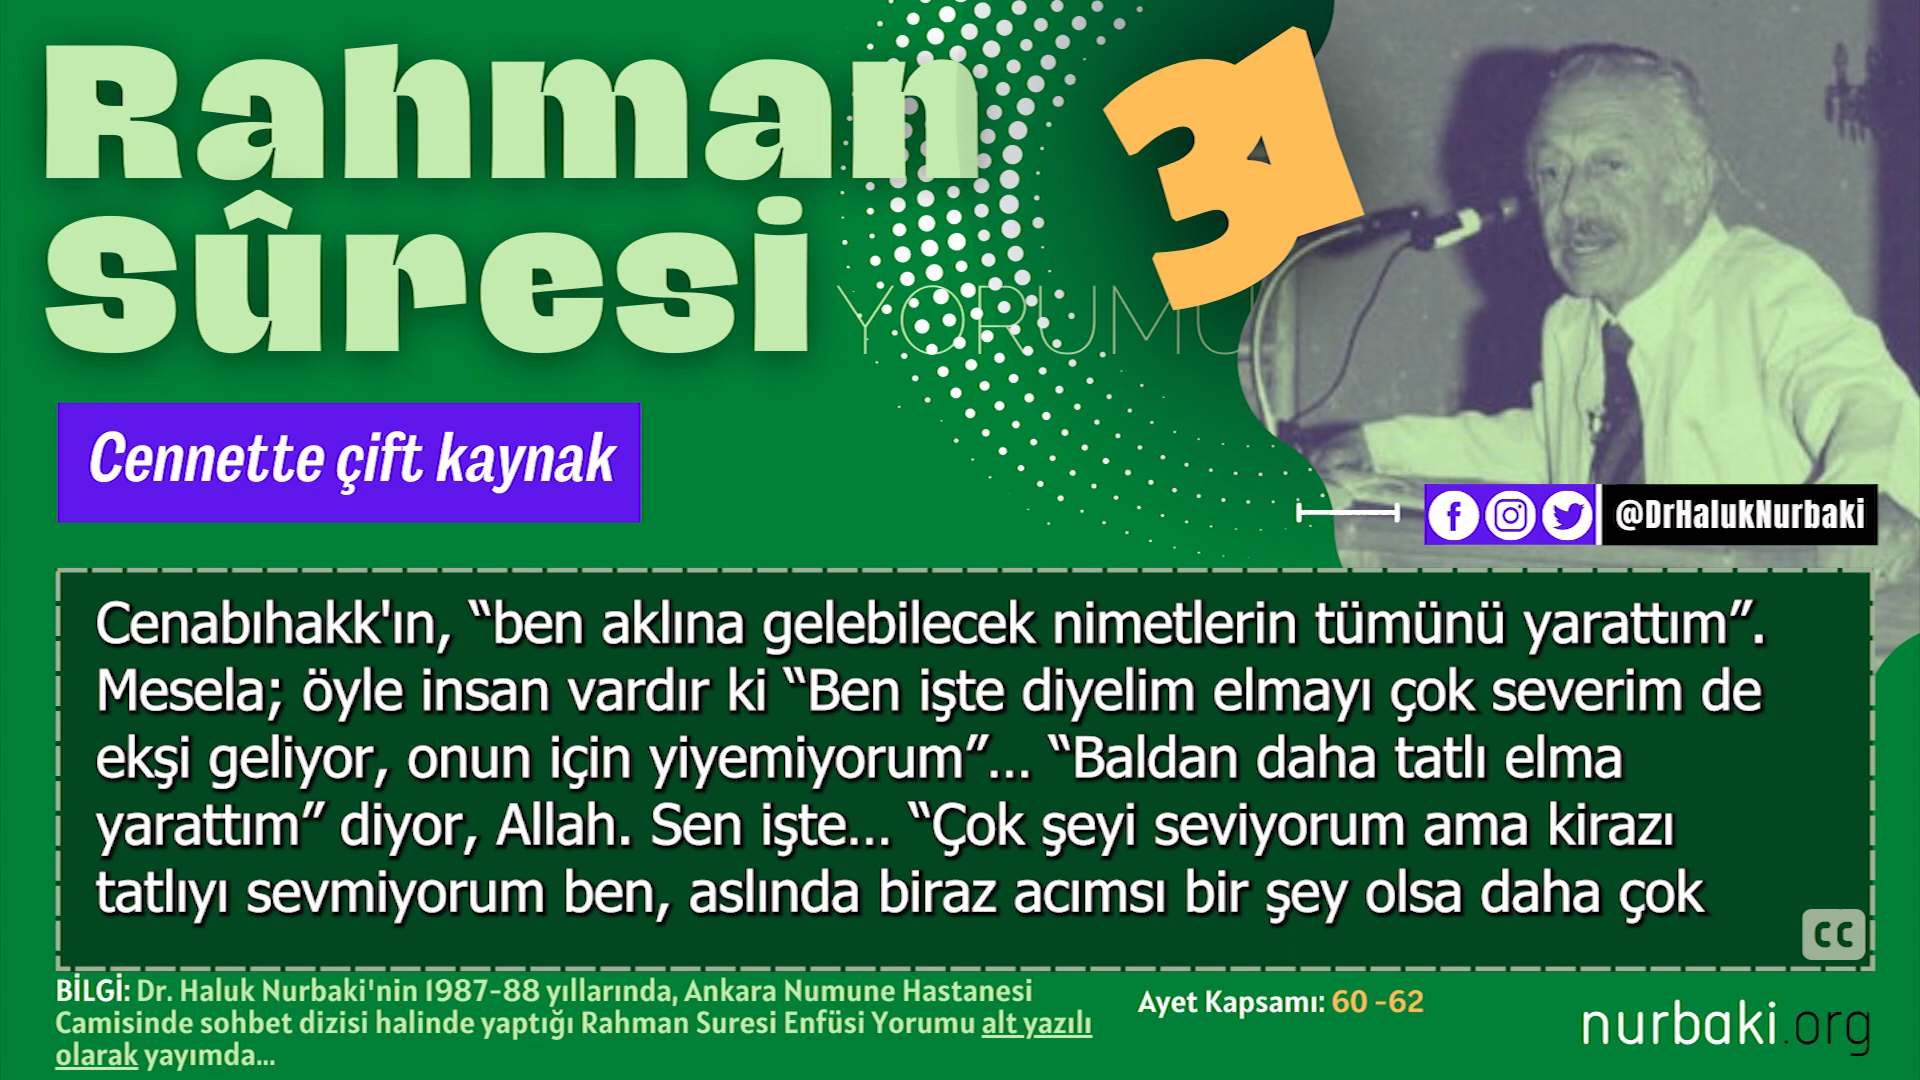 Rahman
Sûresi
YORUMU
34
Cennette çift kaynak
@DrHalukNurbaki
Cenabıhakk'ın, “ben aklına gelebilecek nimetlerin tümünü yarattım”.
Mesela; öyle insan vardır ki “Ben işte diyelim elmayı çok severim de
ekşi geliyor, onun için yiyemiyorum”... “Baldan daha tatlı elma
yarattım” diyor, Allah. Sen işte... “Çok şeyi seviyorum ama kirazı
tatlıyı sevmiyorum ben, aslında biraz acımsı bir şey olsa daha çok
CC
BİLGİ: Dr. Haluk Nurbaki'nin 1987-88 yıllarında, Ankara Numune Hastanesi
Camisinde sohbet dizisi halinde yaptığı Rahman Suresi Enfüsi Yorumu alt yazılı
olarak yayımda...
Ayet Kapsamı: 60 -62
nurbaki.org